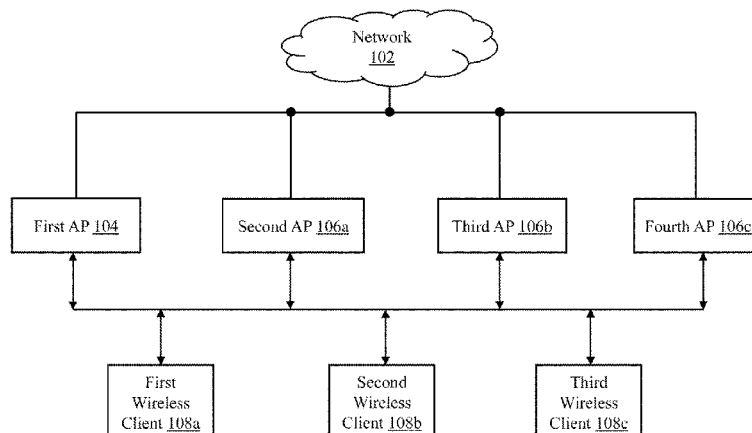 Network
102
First AP 104
Second AP 106a
Third AP 106b
Fourth AP 106c
First
Wireless
Client 108a
Second
Wireless
Client 108b
Third
Wireless
Client 108c